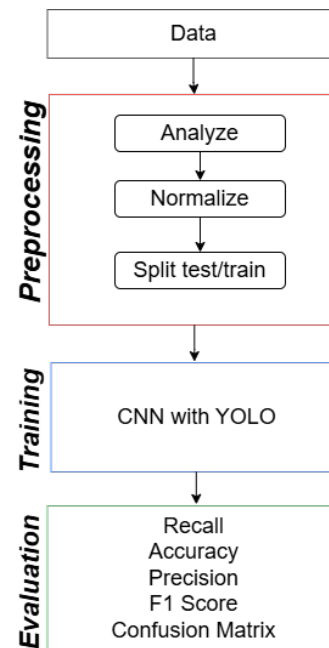 Data
Preprocessing
Analyze
Normalize
Split test/train
Training
CNN with YOLO
Evaluation
Recall
Accuracy
Precision
F1 Score
Confusion Matrix